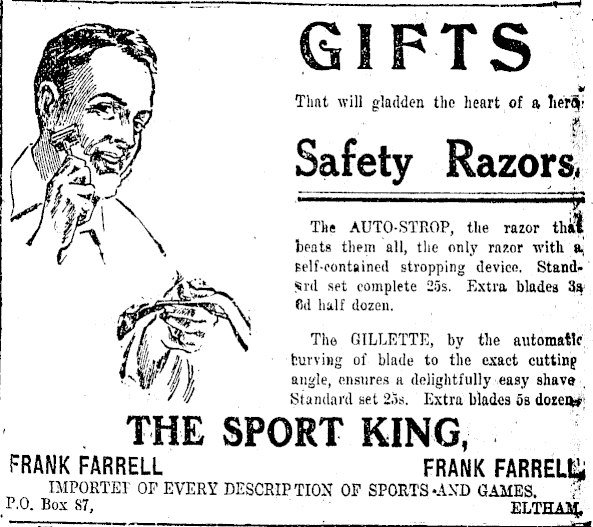 GIFTS
That will gladden the heart of a hero
Safety Razors.
The AUTO-STROP, the razor that
beats them all, the only razor with a
self-contained stropping device. Stand-
ard set complete 25s. Extra blades 3s
6d half dozen.
The GILLETTE, by the automatic
curving of blade to the exact cutting
angle, ensures a delightfully easy shave
Standard set 25s. Extra blades 5s dozen.
THE SPORT KING,
FRANK FARRELL FRANK FARRELL
IMPORTER OF EVERY DESCRIPTION OF SPORTS AND GAMES.
P.O. Box 87, ELTHAM.